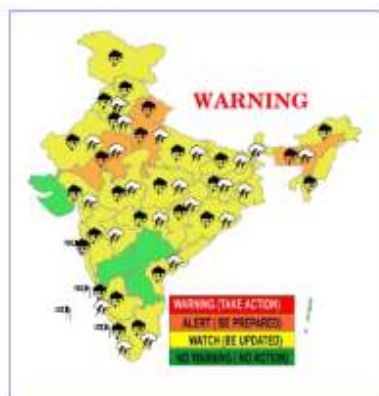 WARNING
WARNING (TAKE ACTION)
ALERT ( BE PREPARED)
WATCH (BE UPDATED)
NO WARNING ( NO ACTION)